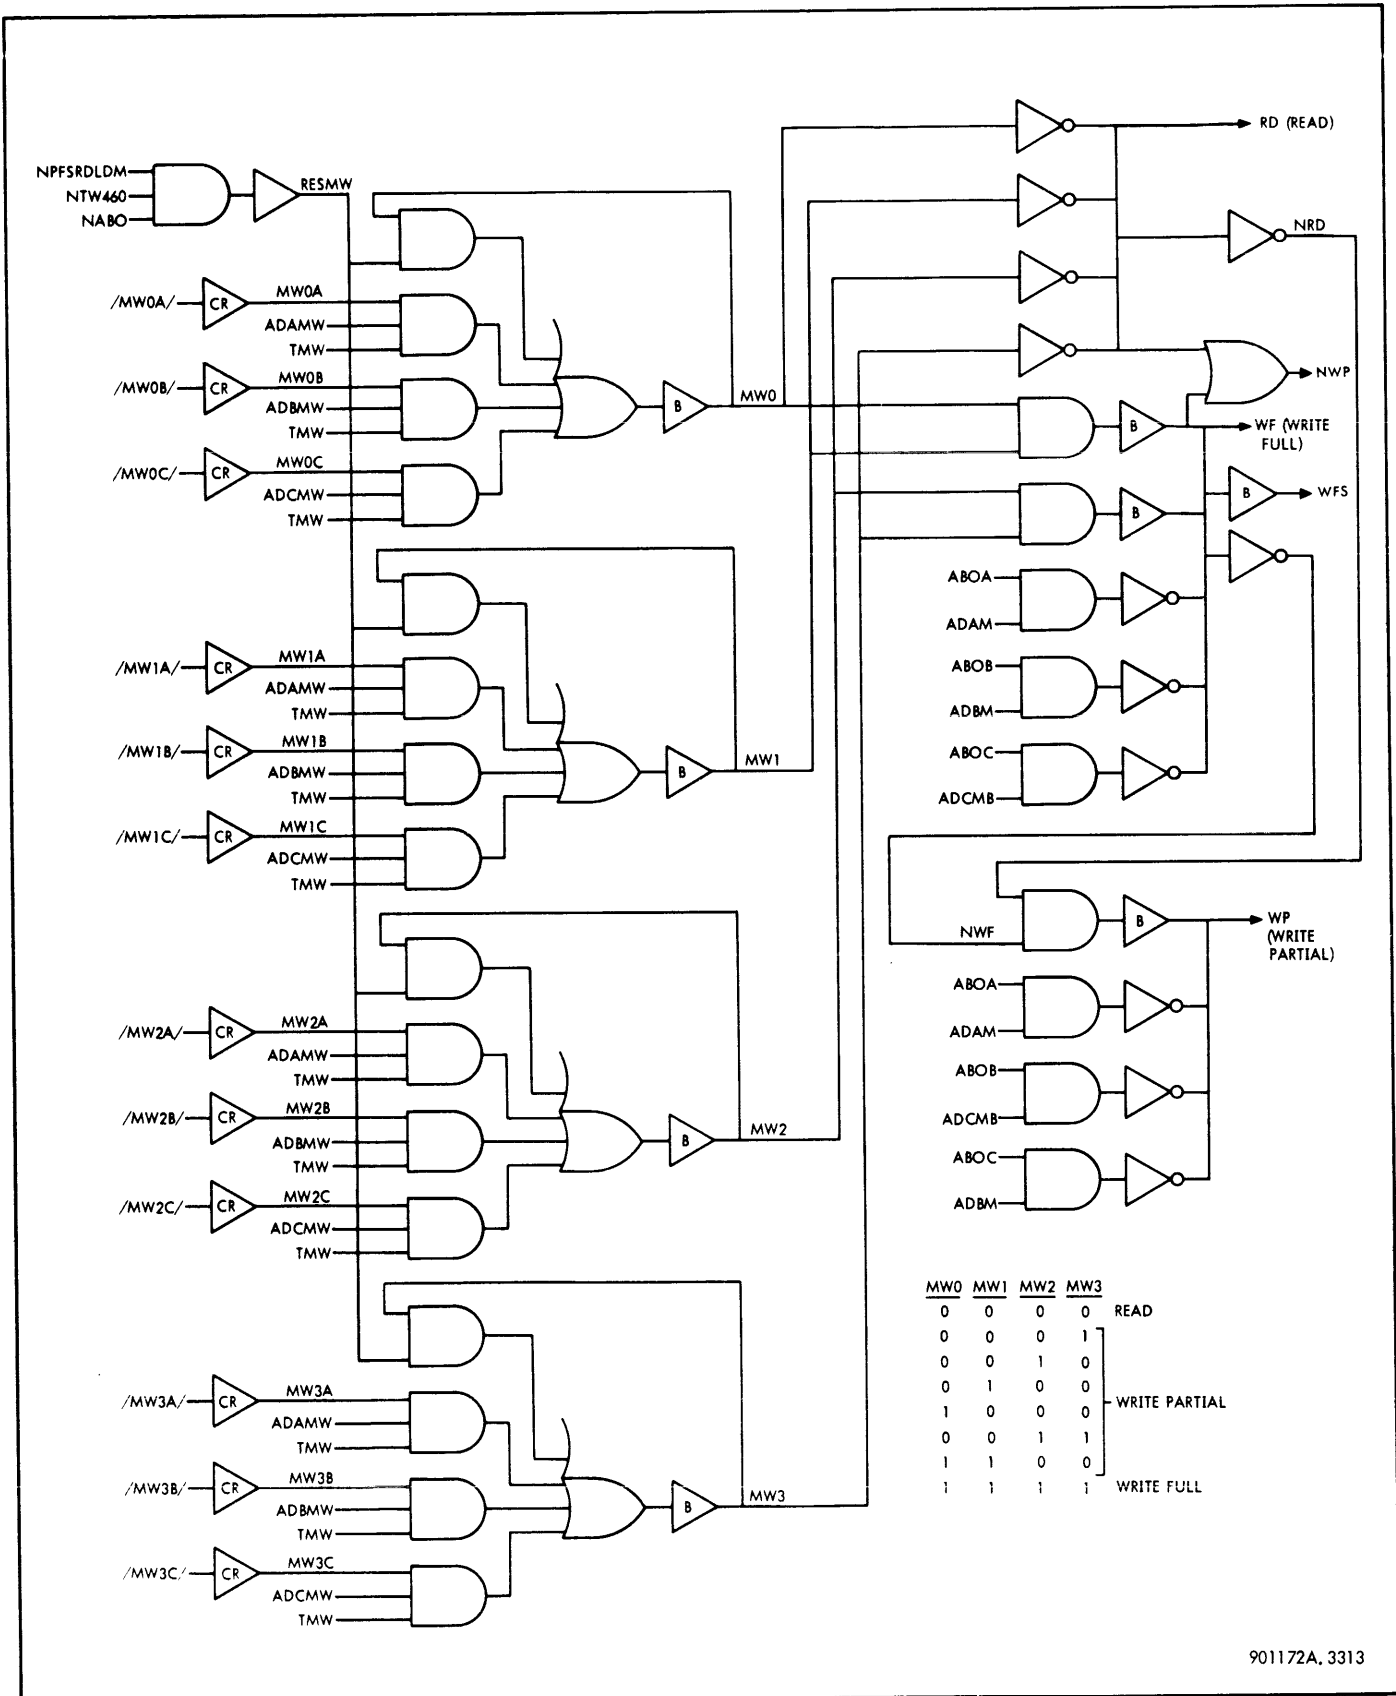 RD (READ)
NPFSRDLDM
NTW460
NABO
RESMW
NRD
/MW0A/
CR
MW0A
ADAMW
TMW
/MW0B/
CR
MW0B
ADBMW
TMW
/MW0C/
CR
MW0C
ADCMW
TMW
B
MW0
NWP
B
WF (WRITE
FULL)
B
WFS
B
ABOA
ADAM
ABOB
ADBM
ABOC
ADCMB
/MW1A/
CR
MW1A
ADAMW
TMW
/MW1B/
CR
MW1B
ADBMW
TMW
/MW1C/
CR
MW1C
ADCMW
TMW
B
MW1
NWF
B
WP
(WRITE
PARTIAL)
ABOA
ADAM
ABOB
ADCMB
ABOC
ADBM
/MW2A/
CR
MW2A
ADAMW
TMW
/MW2B/
CR
MW2B
ADBMW
TMW
/MW2C/
CR
MW2C
ADCMW
TMW
B
MW2
/MW3A/
CR
MW3A
ADAMW
TMW
/MW3B/
CR
MW3B
ADBMW
TMW
/MW3C/
CR
MW3C
ADCMW
TMW
B
MW3
MW0 MW1 MW2 MW3
0 0 0 0 READ
0 0 0 1
0 0 1 0
0 1 0 0
WRITE PARTIAL
1 0 0 0
0 0 1 1
1 1 0 0
1 1 1 1 WRITE FULL
901172A. 3313